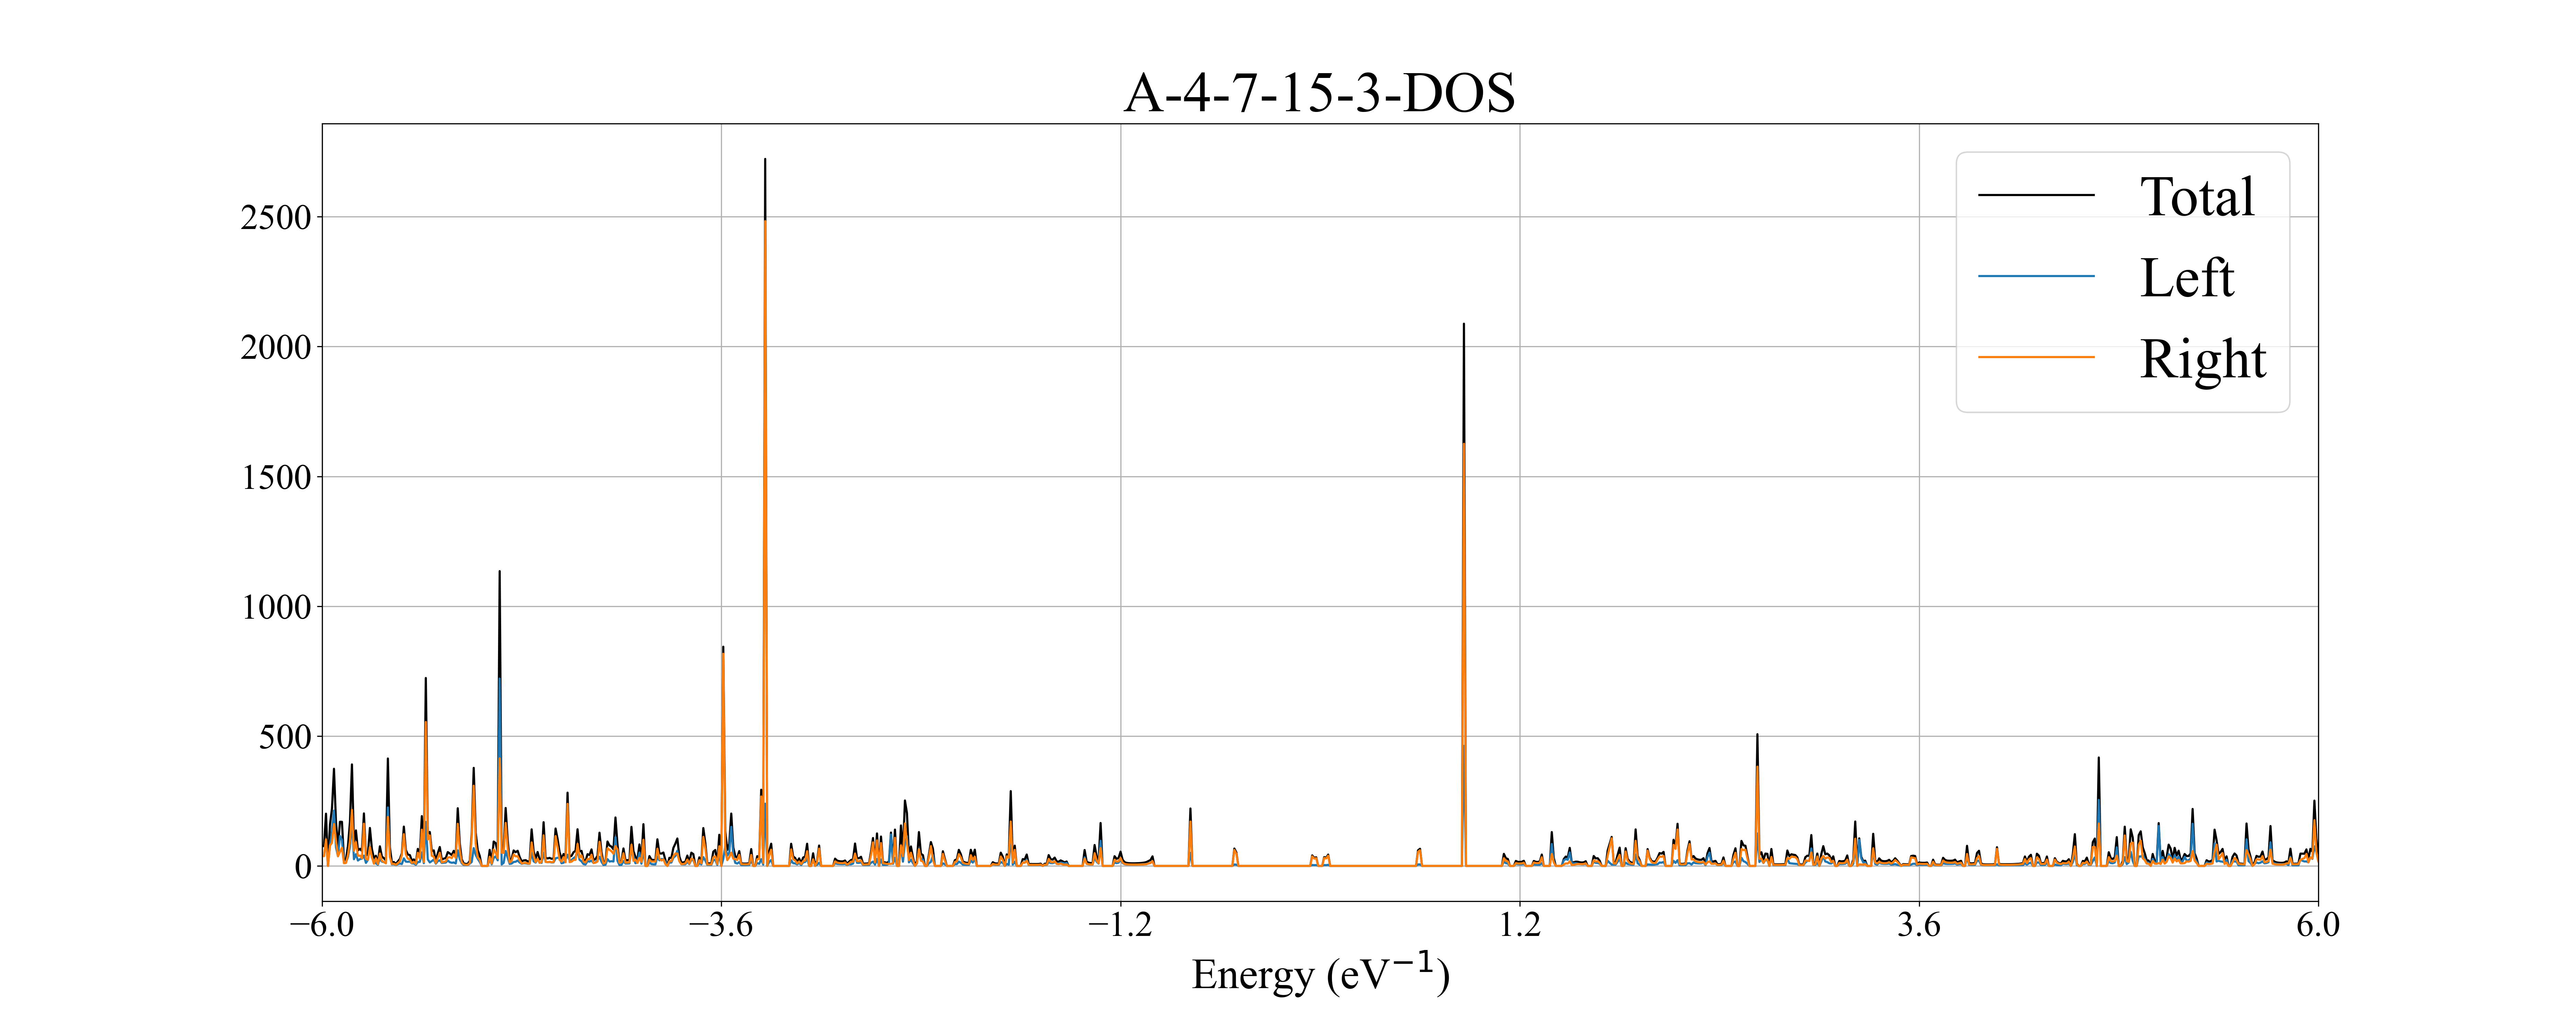 A-4-7-15-3-DOS
Total
Left
Right
2500
2000
1500
1000
500
0
−6.0 −3.6 −1.2 1.2 3.6 6.0
Energy (eV⁻¹)